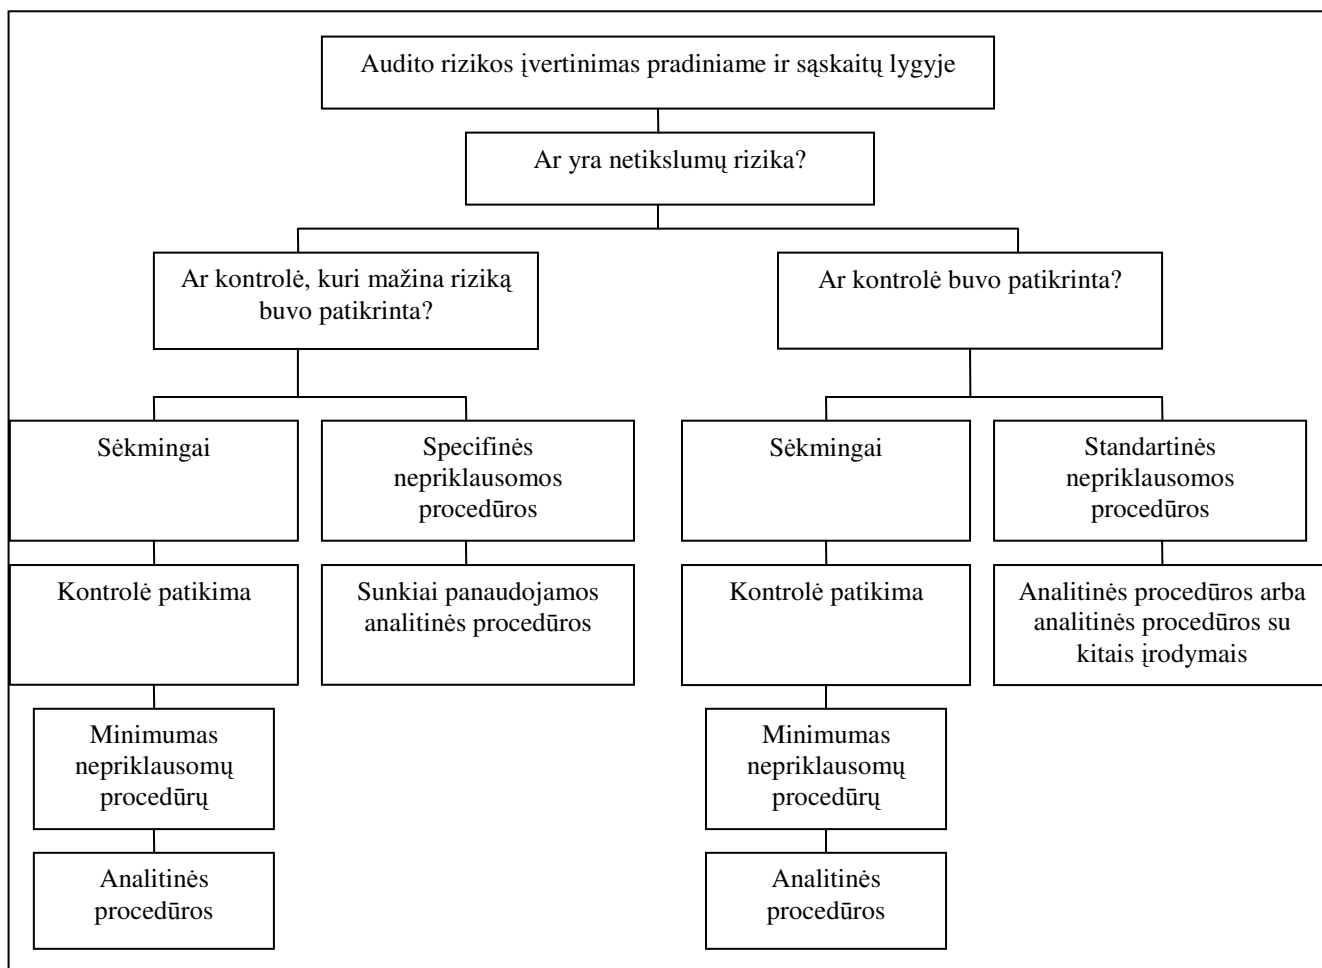 Audito rizikos įvertinimas pradiniame ir sąskaitų lygyje
Ar yra netikslumų rizika?
Ar kontrolė, kuri mažina riziką
buvo patikrinta?
Ar kontrolė buvo patikrinta?
Sėkmingai
Specifinės
nepriklausomos
procedūros
Sėkmingai
Standartinės
nepriklausomos
procedūros
Kontrolė patikima
Sunkiai panaudojamos
analitinės procedūros
Kontrolė patikima
Analitinės procedūros arba
analitinės procedūros su
kitais įrodymais
Minimumas
nepriklausomų
procedūrų
Minimumas
nepriklausomų
procedūrų
Analitinės
procedūros
Analitinės
procedūros